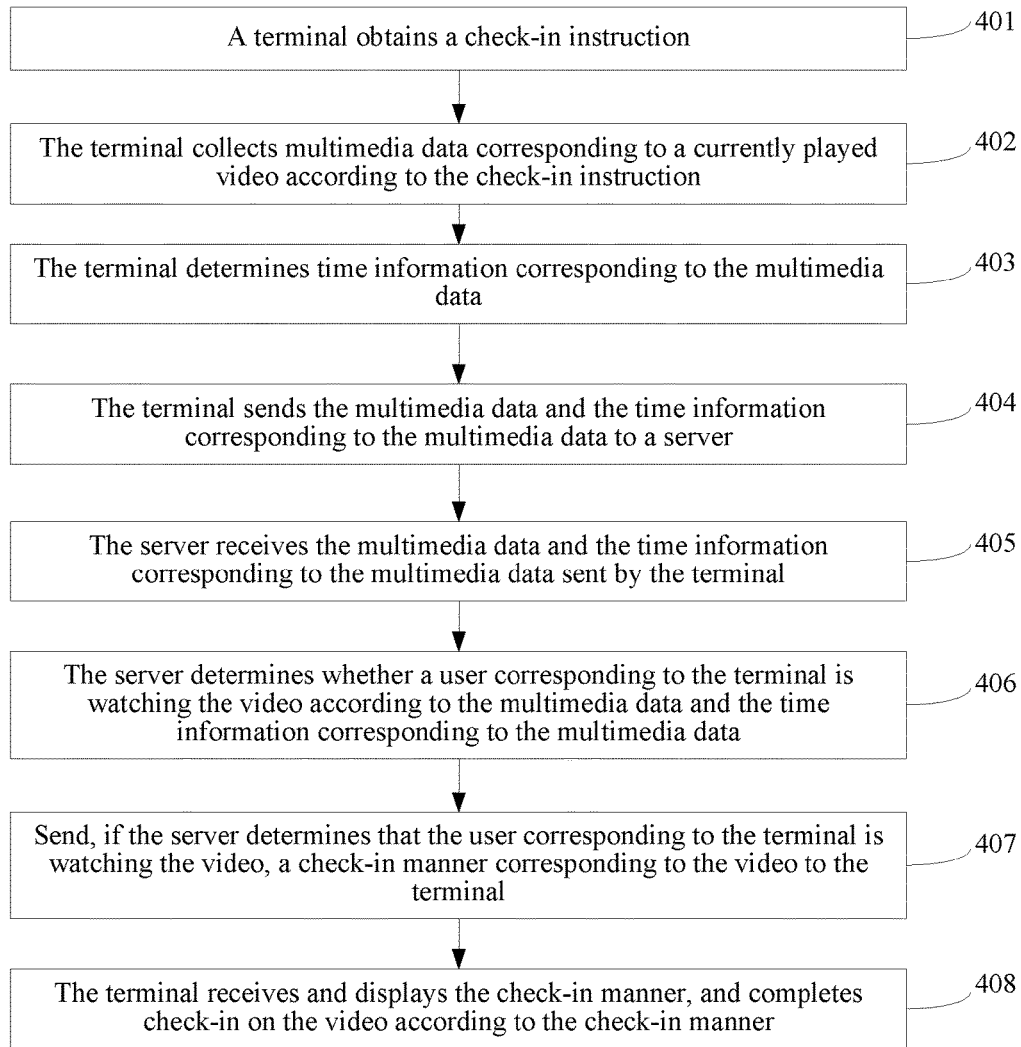 A terminal obtains a check-in instruction
401
The terminal collects multimedia data corresponding to a currently played
video according to the check-in instruction
402
The terminal determines time information corresponding to the multimedia
data
403
The terminal sends the multimedia data and the time information
corresponding to the multimedia data to a server
404
The server receives the multimedia data and the time information
corresponding to the multimedia data sent by the terminal
405
The server determines whether a user corresponding to the terminal is
watching the video according to the multimedia data and the time
information corresponding to the multimedia data
406
Send, if the server determines that the user corresponding to the terminal is
watching the video, a check-in manner corresponding to the video to the
terminal
407
The terminal receives and displays the check-in manner, and completes
check-in on the video according to the check-in manner
408